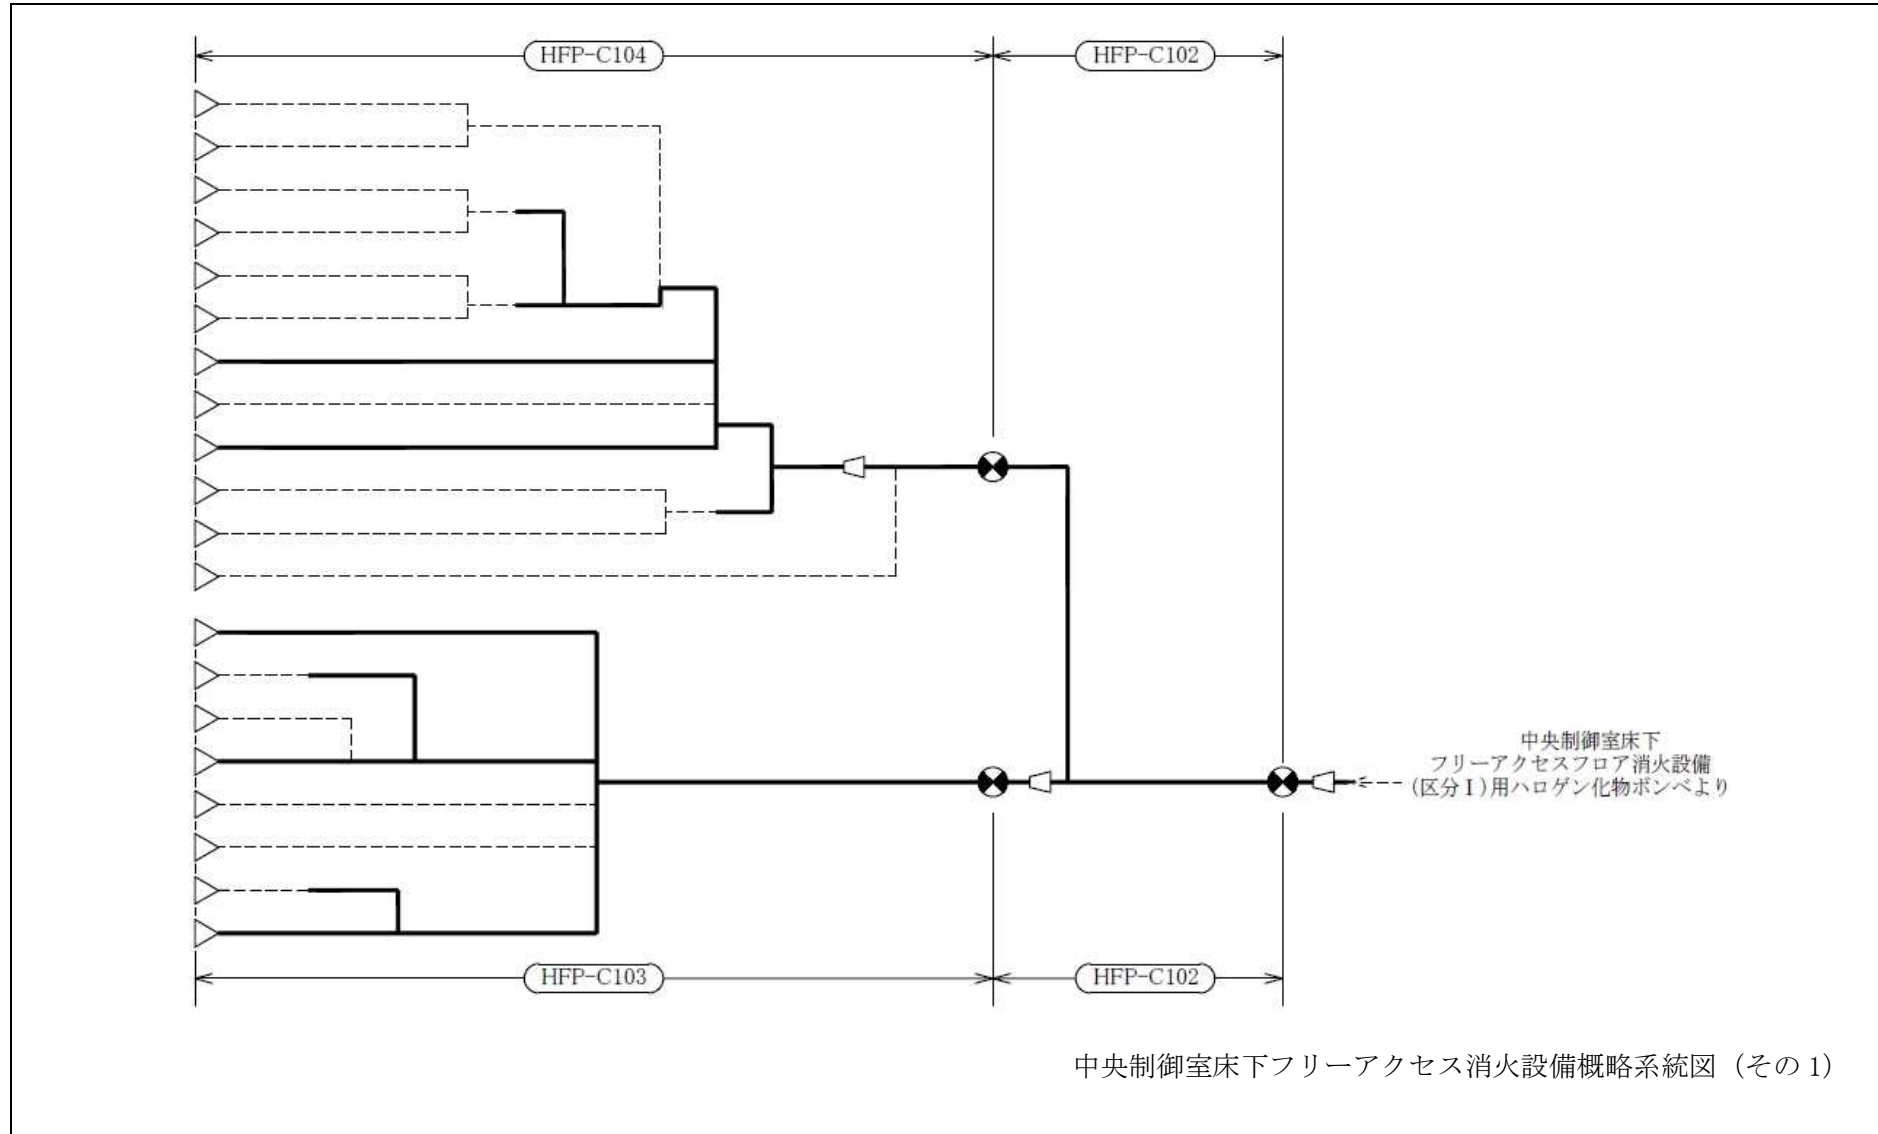 HFP-C104
HFP-C102
中央制御室床下
フリーアクセスフロア消火設備
(区分Ⅰ)用ハロゲン化物ボンベより
HFP-C103
HFP-C102
中央制御室床下フリーアクセス消火設備概略系統図（その 1）